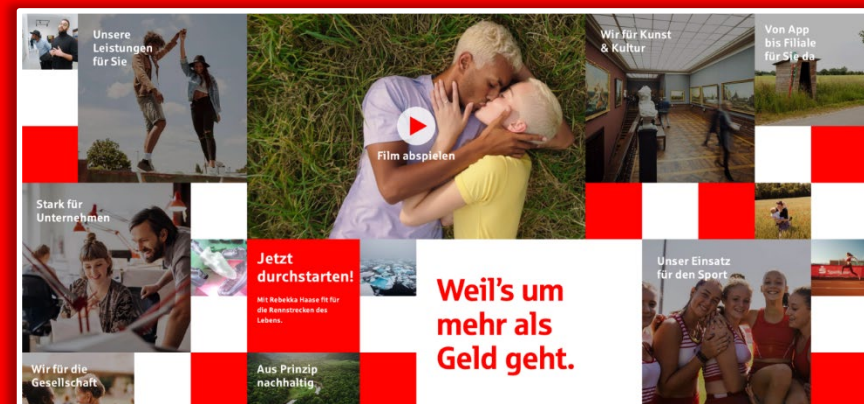 Unsere
Leistungen
für Sie
Film abspielen
Wir für Kunst
& Kultur
Von App
bis Filiale
für Sie da
Stark für
Unternehmen
Jetzt
durchstarten!
Mit Rebekka Haase fit für
die Rennstrecken des
Lebens.
Weil's um
mehr als
Geld geht.
Unser Einsatz
für den Sport
Wir für die
Gesellschaft
Aus Prinzip
nachhaltig